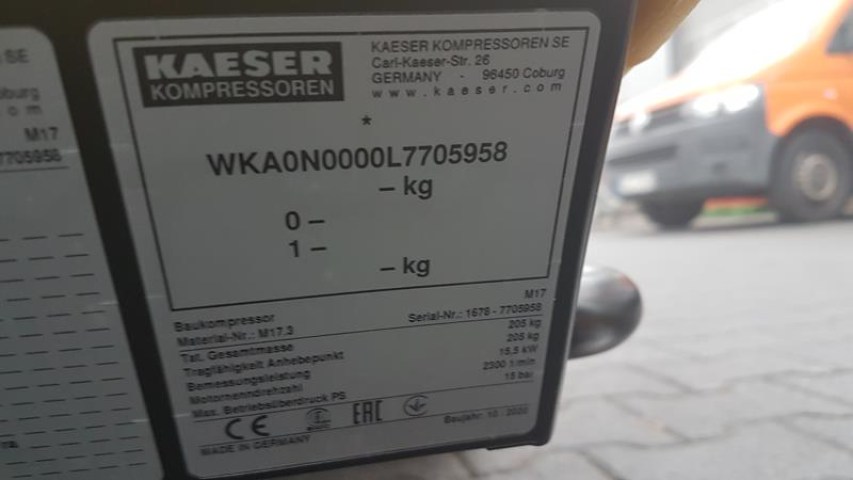 SE
Coburg
om
M17
7705958
KAESER
KOMPRESSOREN
KAESER KOMPRESSOREN SE
Carl-Kaeser-Str. 26
GERMANY - 96450 Coburg
www.kaeser.com
*
WKA0N0000L7705958
– kg
0 –
1 –
– kg
Baukompressor M17
Material-Nr.: M17.3 Serial-Nr.: 1678 - 7705958
Tat. Gesamtmasse 205 kg
Tragfähigkeit Anhebepunkt 205 kg
Bemessungsleistung 15,5 kW
Motornenndrehzahl 2300 1/min
Max. Betriebsüberdruck PS 15 bar
CE EAC Baujahr: 10 - 2020
MADE IN GERMANY